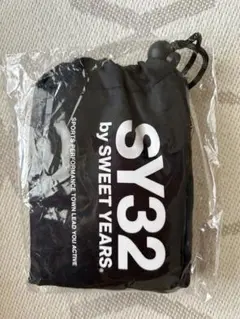 SY32
by SWEET YEARS.
SPORTS PERFORMANCE TOWN LEAD YOU ACTIVE